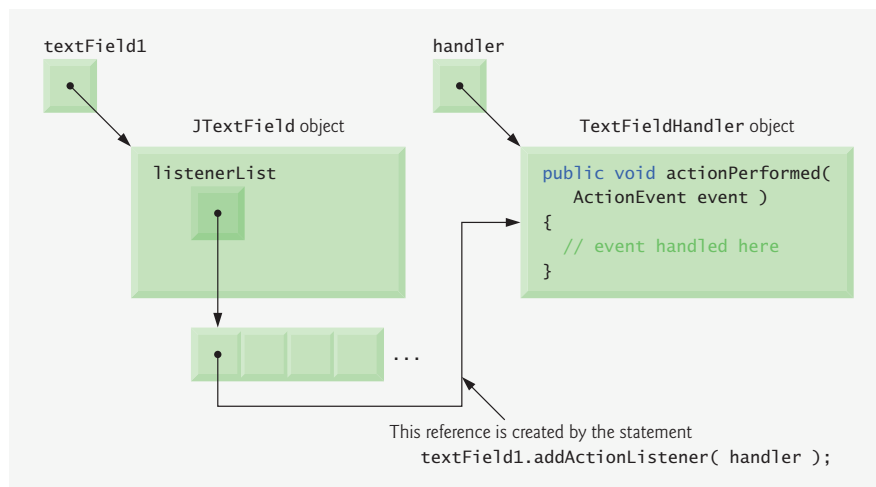 textField1
handler
JTextField object
TextFieldHandler object
listenerList
public void actionPerformed(
ActionEvent event )
{
// event handled here
}
...
This reference is created by the statement
textField1.addActionListener( handler );